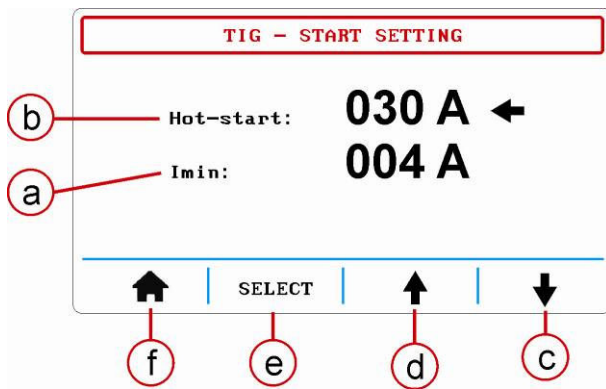 TIG - START SETTING
b Hot-start: 030 A
a Imin: 004 A
SELECT
f e d c